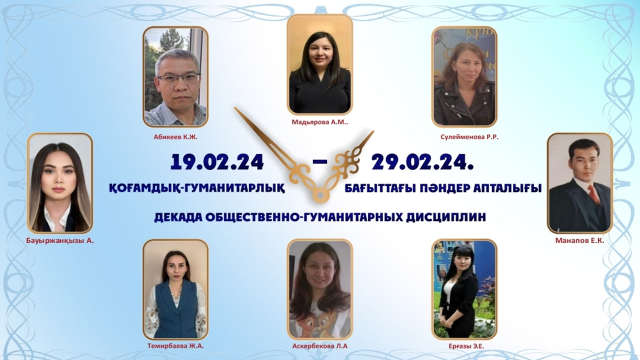 Абикеев К.Ж.
Мадьярова А.М..
Сулейменова Р.Р.
19.02.24 – 29.02.24.
ҚОҒАМДЫҚ-ГУМАНИТАРЛЫҚ БАҒЫТТАҒЫ ПӘНДЕР АПТАЛЫҒЫ
ДЕКАДА ОБЩЕСТВЕННО-ГУМАНИТАРНЫХ ДИСЦИПЛИН
Бауыржанқызы А.
Манапов Е.К.
Темирбаева Ж.А.
Аскербекова Л.А
Ерғазы Э.Е.